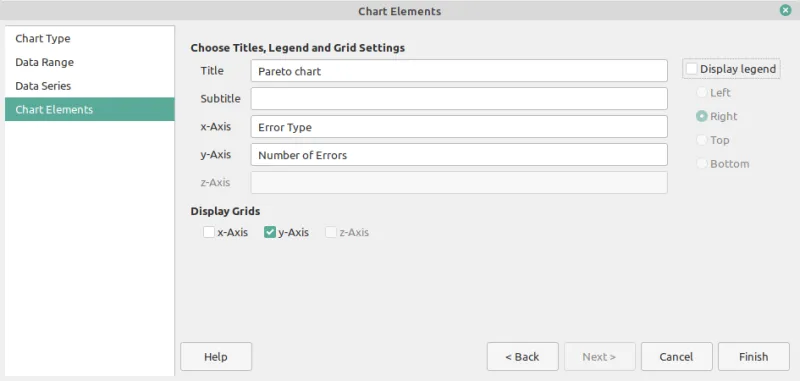 Chart Elements
Chart Type
Data Range
Data Series
Chart Elements
Choose Titles, Legend and Grid Settings
Title Pareto chart
Subtitle
x-Axis Error Type
y-Axis Number of Errors
z-Axis
Display legend
Left
Right
Top
Bottom
Display Grids
x-Axis y-Axis z-Axis
Help < Back Next > Cancel Finish